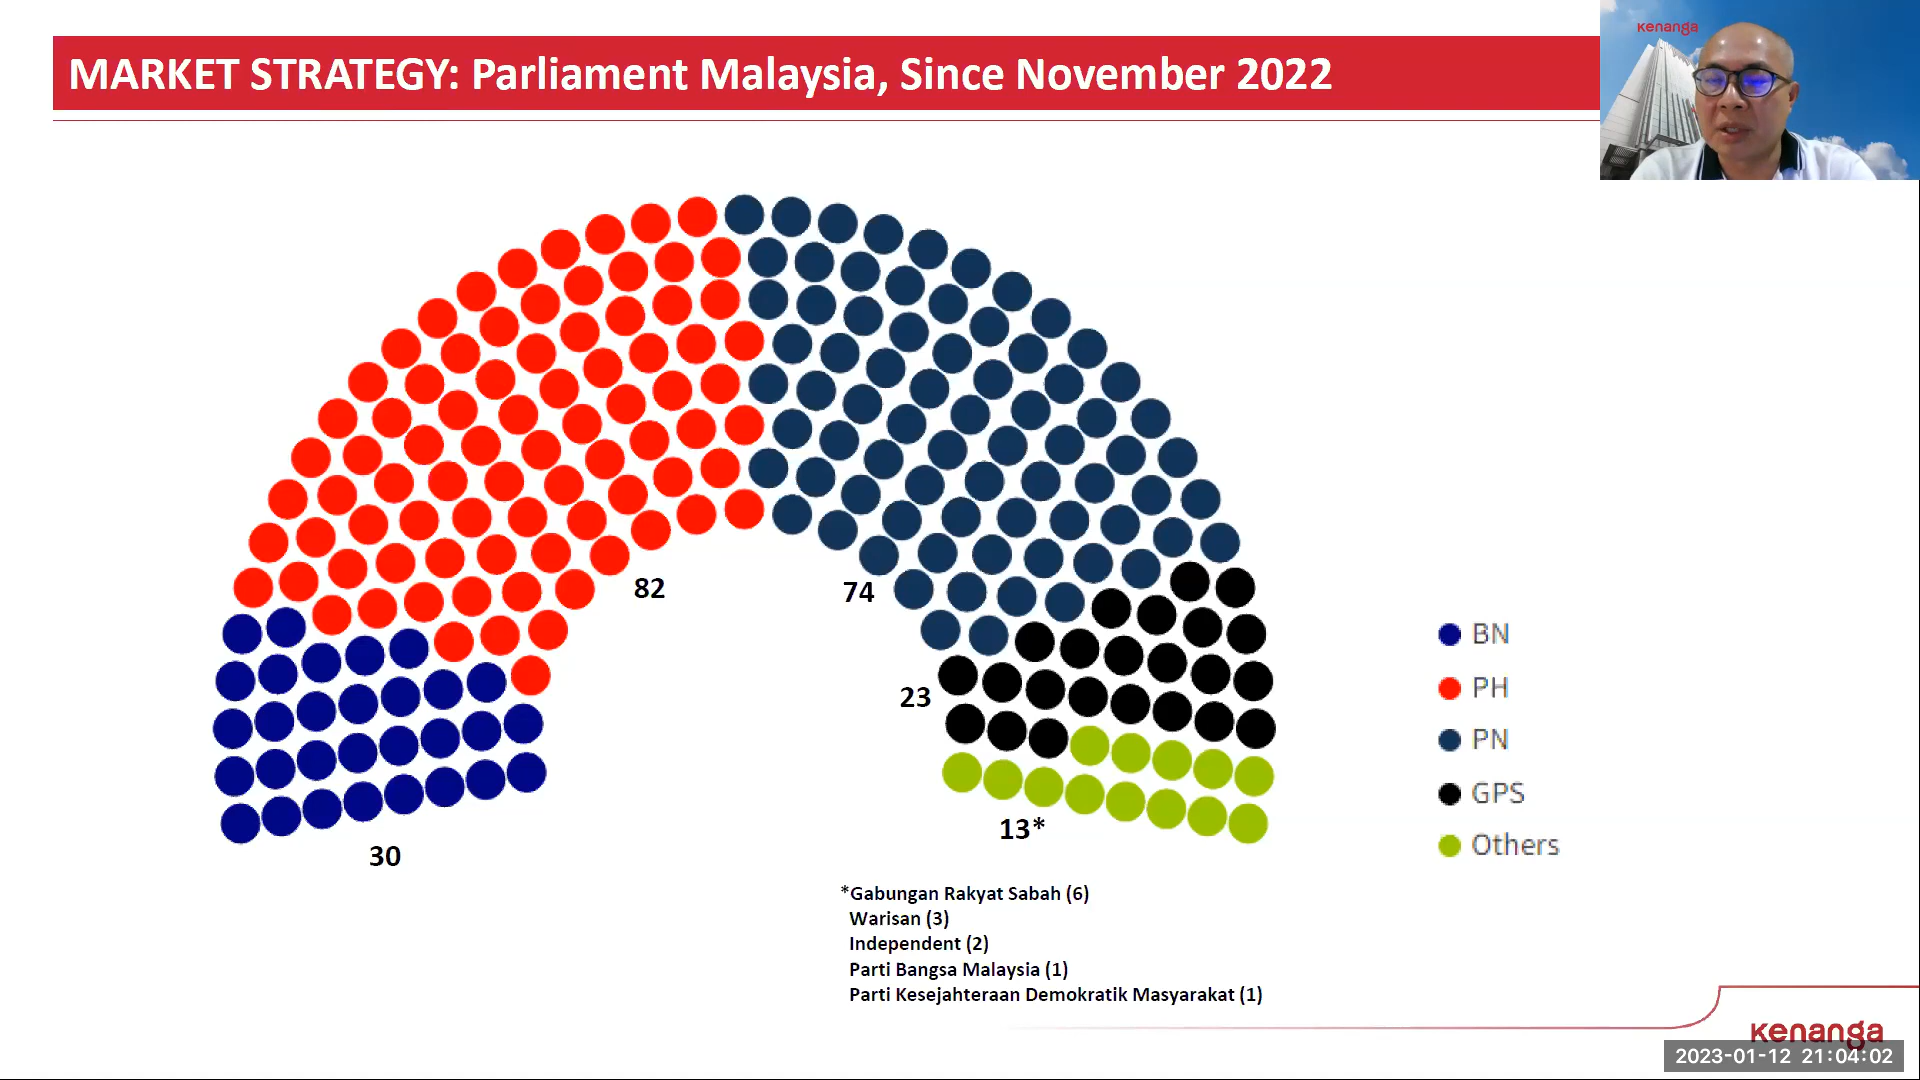 MARKET STRATEGY: Parliament Malaysia, Since November 2022
kenanga
82
74
23
13*
30
BN
PH
PN
GPS
Others
*Gabungan Rakyat Sabah (6)
Warisan (3)
Independent (2)
Parti Bangsa Malaysia (1)
Parti Kesejahteraan Demokratik Masyarakat (1)
kenanga
2023-01-12 21:04:02